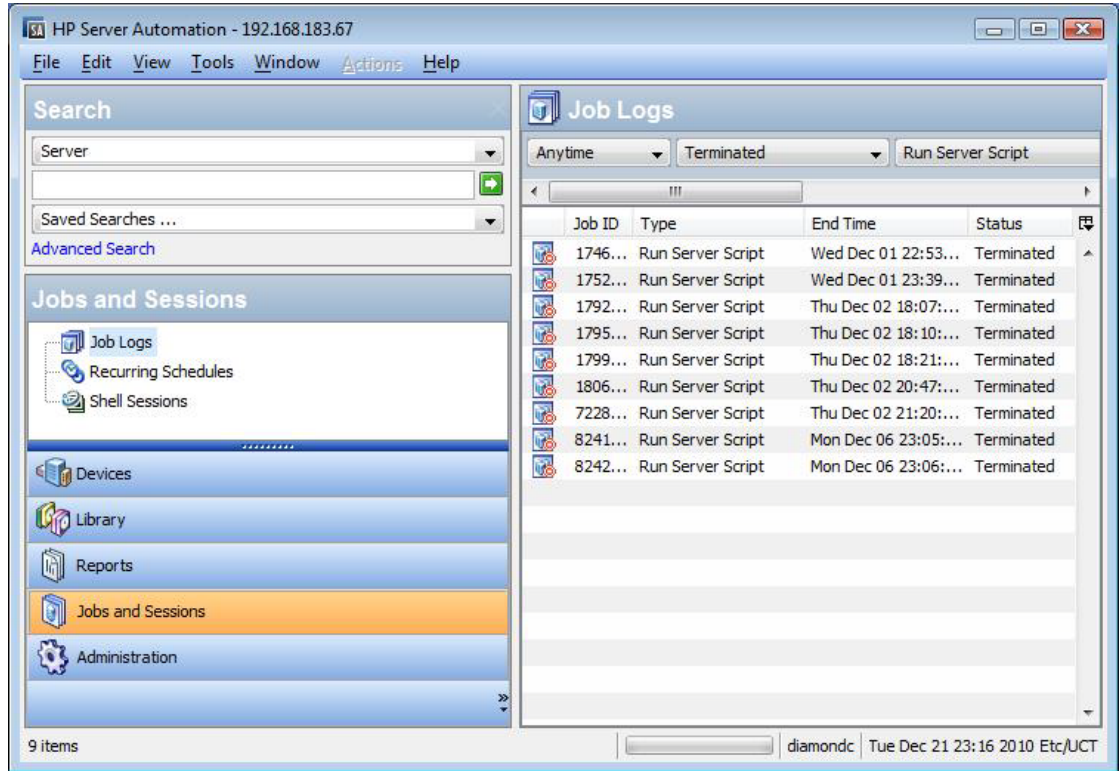 HP Server Automation - 192.168.183.67
File Edit View Tools Window Actions Help
Search
Server
Saved Searches ...
Advanced Search
Jobs and Sessions
Job Logs
Recurring Schedules
Shell Sessions
Devices
Library
Reports
Jobs and Sessions
Administration
Job Logs
Anytime Terminated Run Server Script
Job ID Type End Time Status
1746... Run Server Script Wed Dec 01 22:53... Terminated
1752... Run Server Script Wed Dec 01 23:39... Terminated
1792... Run Server Script Thu Dec 02 18:07:... Terminated
1795... Run Server Script Thu Dec 02 18:10:... Terminated
1799... Run Server Script Thu Dec 02 18:21:... Terminated
1806... Run Server Script Thu Dec 02 20:47:... Terminated
7228... Run Server Script Thu Dec 02 21:20:... Terminated
8241... Run Server Script Mon Dec 06 23:05:... Terminated
8242... Run Server Script Mon Dec 06 23:06:... Terminated
9 items diamondc Tue Dec 21 23:16 2010 Etc/UCT